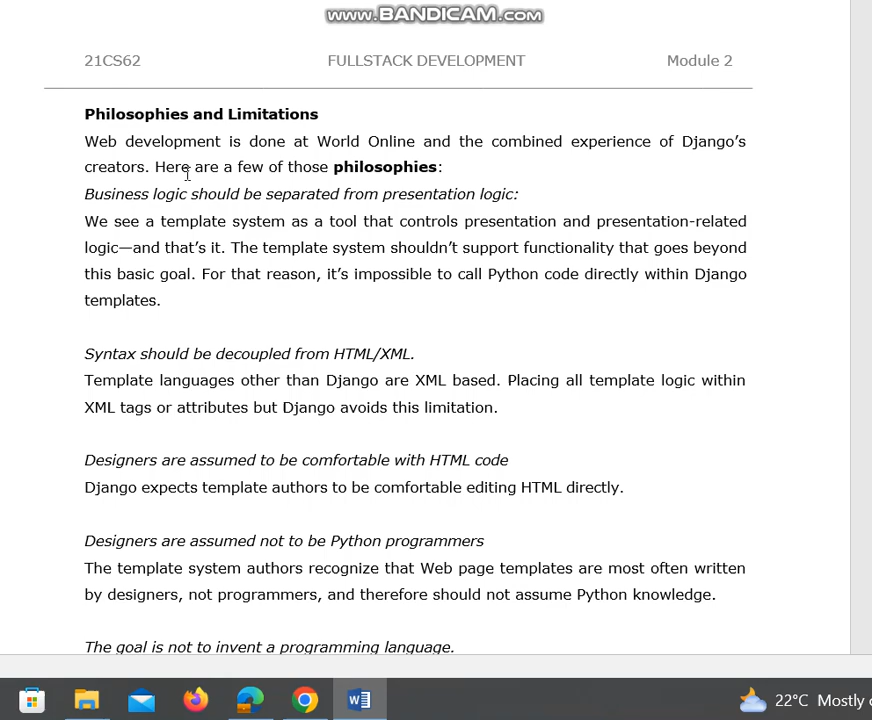 www.BANDICAM.com
21CS62 FULLSTACK DEVELOPMENT Module 2
Philosophies and Limitations
Web development is done at World Online and the combined experience of Django’s
creators. Here are a few of those philosophies:
Business logic should be separated from presentation logic:
We see a template system as a tool that controls presentation and presentation-related
logic—and that’s it. The template system shouldn’t support functionality that goes beyond
this basic goal. For that reason, it’s impossible to call Python code directly within Django
templates.
Syntax should be decoupled from HTML/XML.
Template languages other than Django are XML based. Placing all template logic within
XML tags or attributes but Django avoids this limitation.
Designers are assumed to be comfortable with HTML code
Django expects template authors to be comfortable editing HTML directly.
Designers are assumed not to be Python programmers
The template system authors recognize that Web page templates are most often written
by designers, not programmers, and therefore should not assume Python knowledge.
The goal is not to invent a programming language.
22°C Mostly c